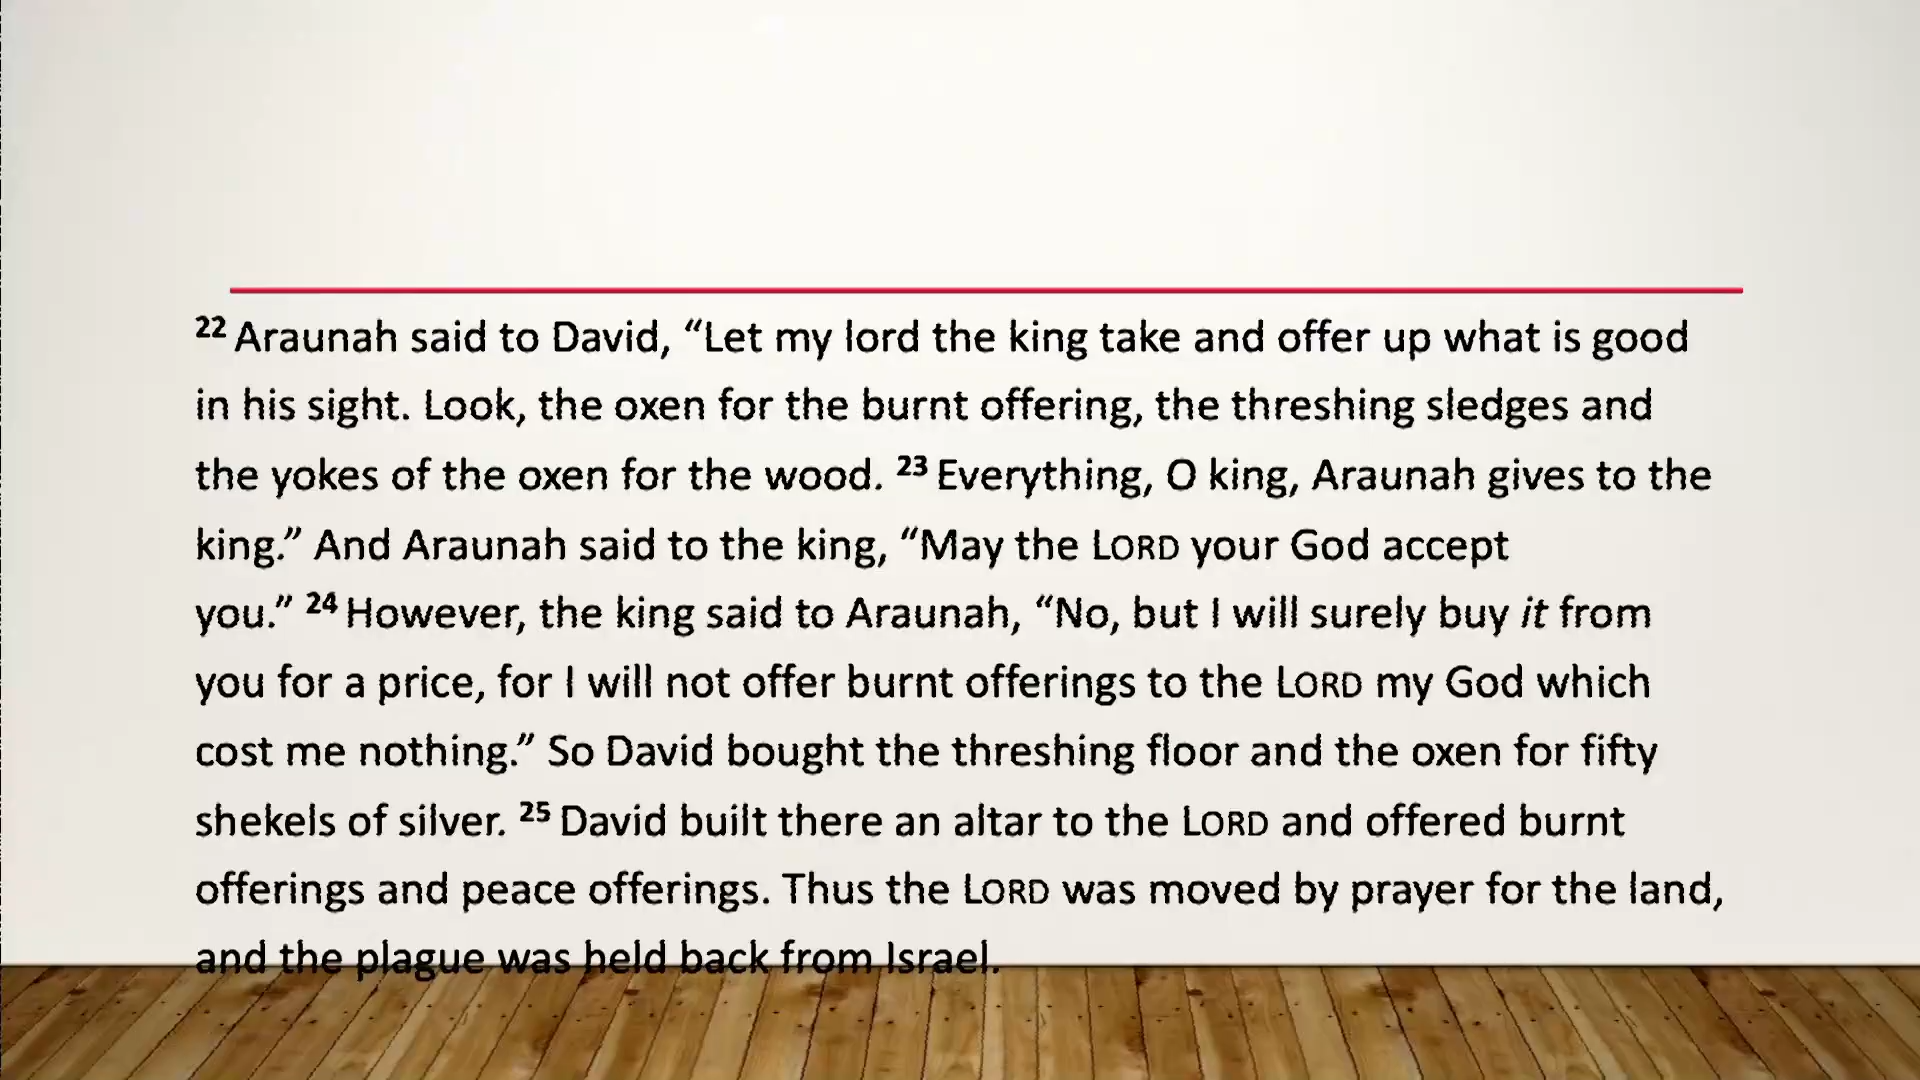 22 Araunah said to David, “Let my lord the king take and offer up what is good
in his sight. Look, the oxen for the burnt offering, the threshing sledges and
the yokes of the oxen for the wood. 23 Everything, O king, Araunah gives to the
king.” And Araunah said to the king, “May the LORD your God accept
you.” 24 However, the king said to Araunah, “No, but I will surely buy it from
you for a price, for I will not offer burnt offerings to the LORD my God which
cost me nothing.” So David bought the threshing floor and the oxen for fifty
shekels of silver. 25 David built there an altar to the LORD and offered burnt
offerings and peace offerings. Thus the LORD was moved by prayer for the land,
and the plague was held back from Israel.